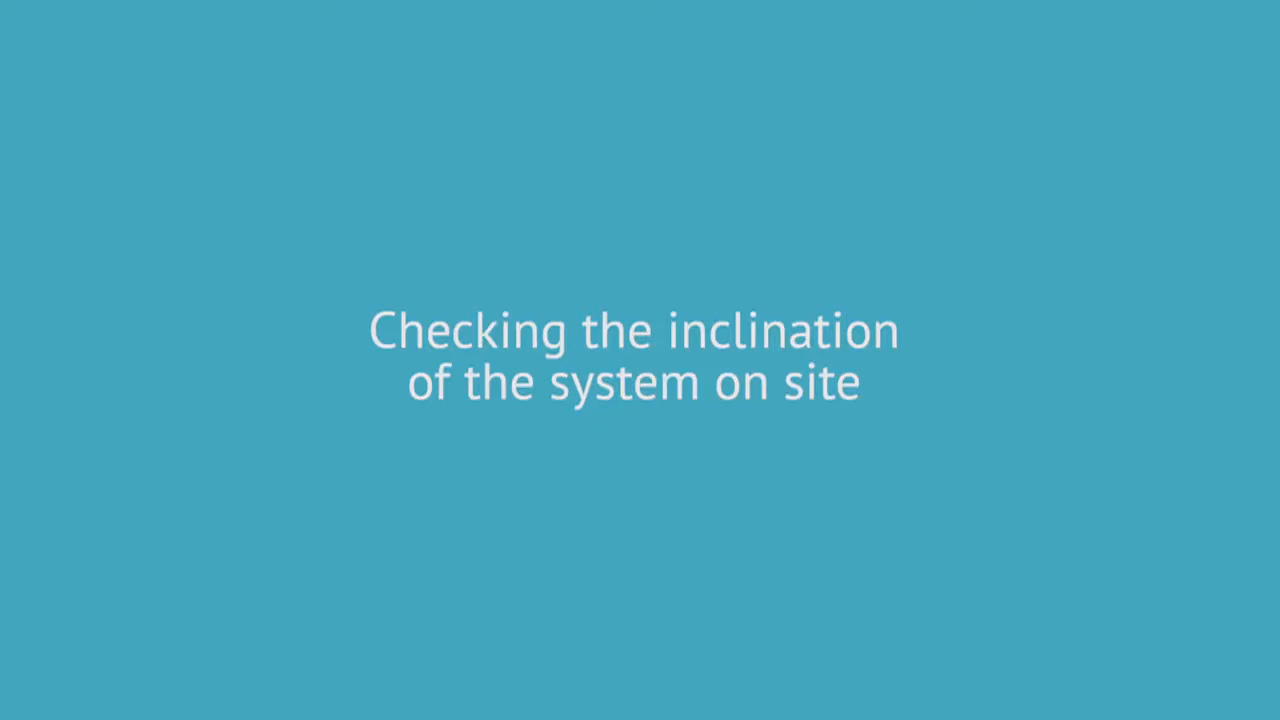 Checking the inclination
of the system on site